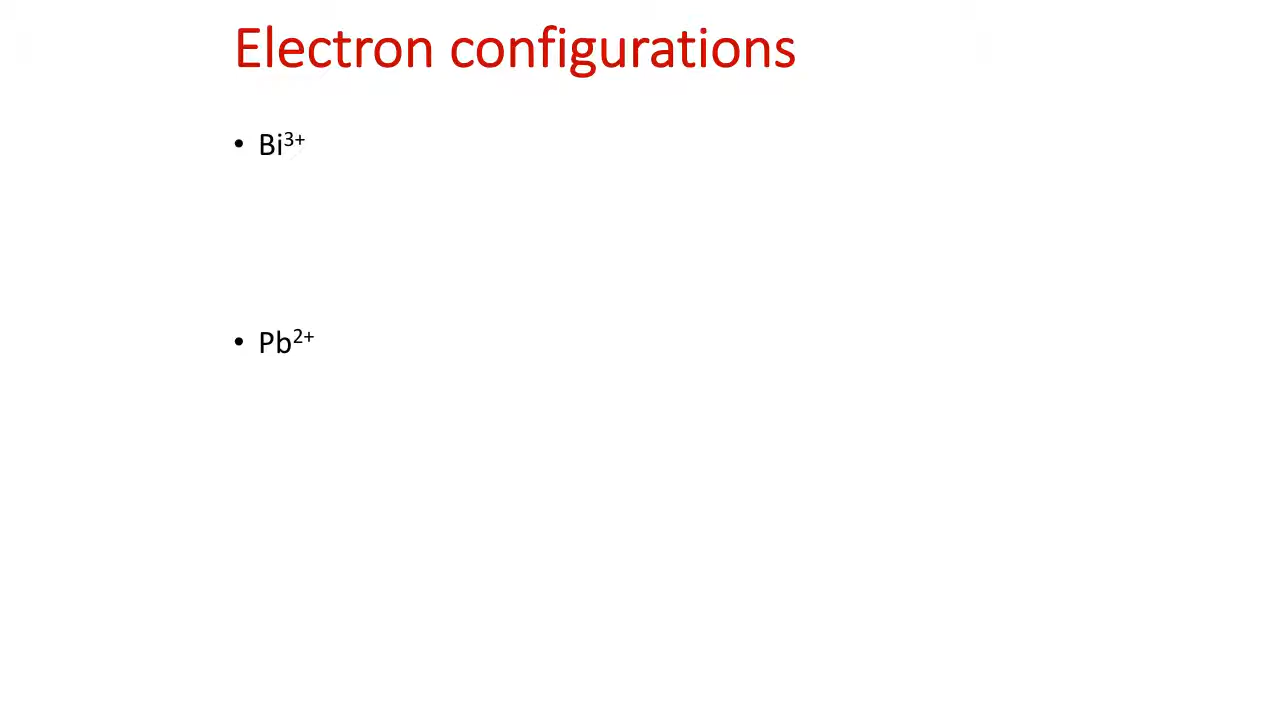 Electron configurations
• Bi³⁺
• Pb²⁺